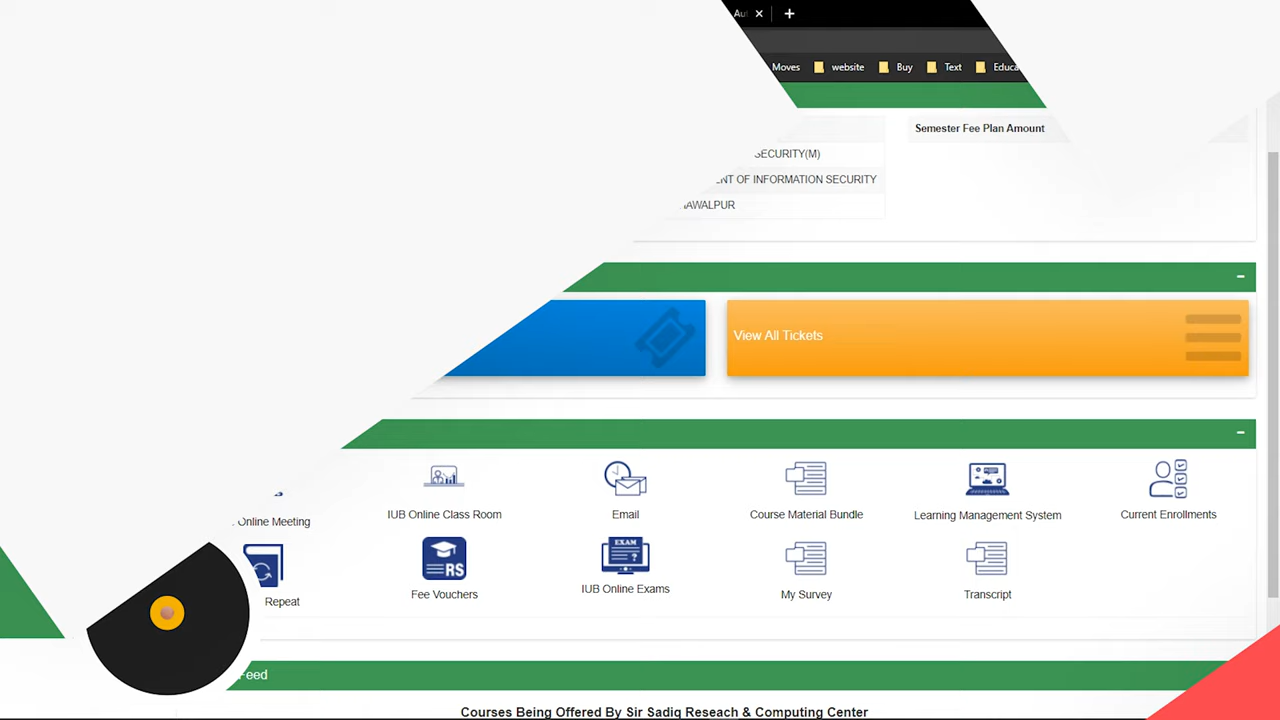 Moves website Buy Text
Semester Fee Plan Amount
SECURITY(M)
OF INFORMATION SECURITY
View All Tickets
Online Meeting
IUB Online Class Room
Email
Course Material Bundle
Learning Management System
Current Enrollments
Repeat
Fee Vouchers
IUB Online Exams
My Survey
Transcript
EXAM
RS
Feed
Courses Being Offered By Sir Sadiq Reseach & Computing Center